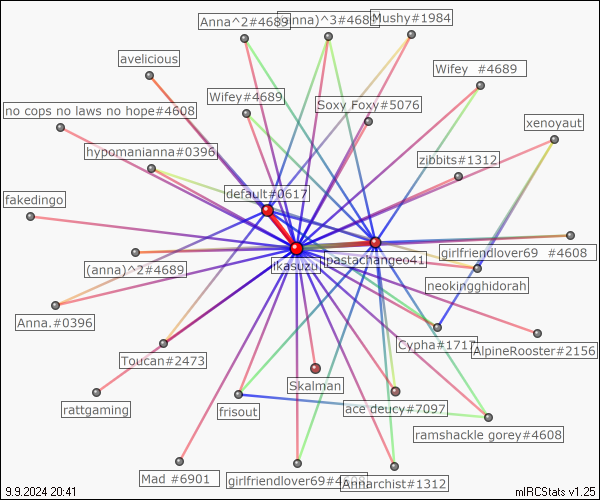 Anna^2#4689
anna)^3#468
Mushy#1984
avelicious
Wifey #4689
Wifey#4689
Soxy Foxy#5076
no cops no laws no hope#4608
xenoyaut
hypomanianna#0396
zibbits#1312
default#0617
fakedingo
girlfriendlover69 #4608
ikasuzu
pastachangeo41
(anna)^2#4689
neokingghidorah
Anna.#0396
Cypha#1717
AlpineRooster#2156
Toucan#2473
Skalman
rattgaming
frisout
ace deucy#7097
ramshackle gorey#4608
Mad #6901
girlfriendlover69#4608
Annarchist#1312
9.9.2024 20:41
mIRCStats v1.25